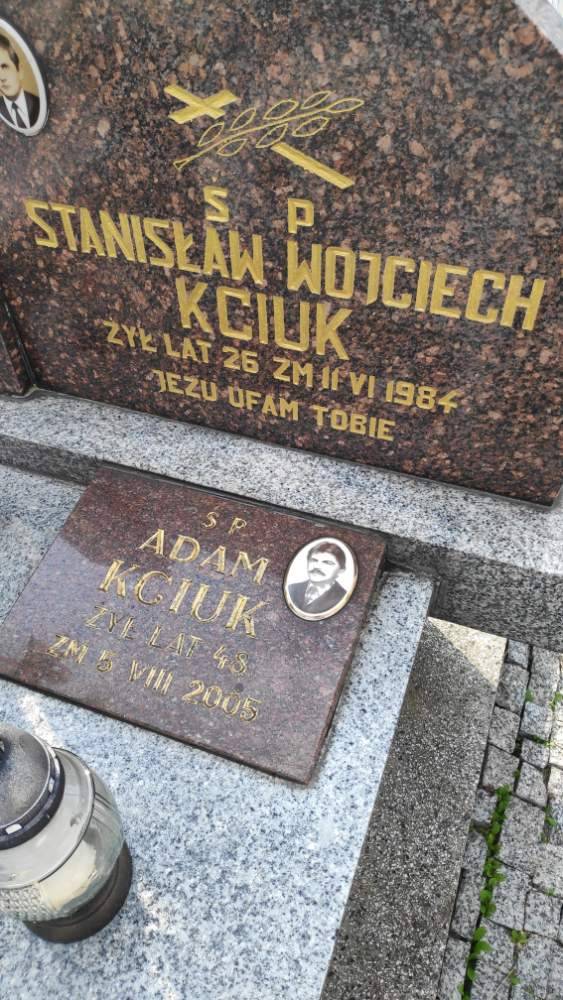 Ś P
STANISŁAW WOJCIECH
KCIUK
ŻYŁ LAT 26 ZM 11 VI 1984
JEZU UFAM TOBIE
Ś P
ADAM
KCIUK
ŻYŁ LAT 48
ZM 5 VIII 2005